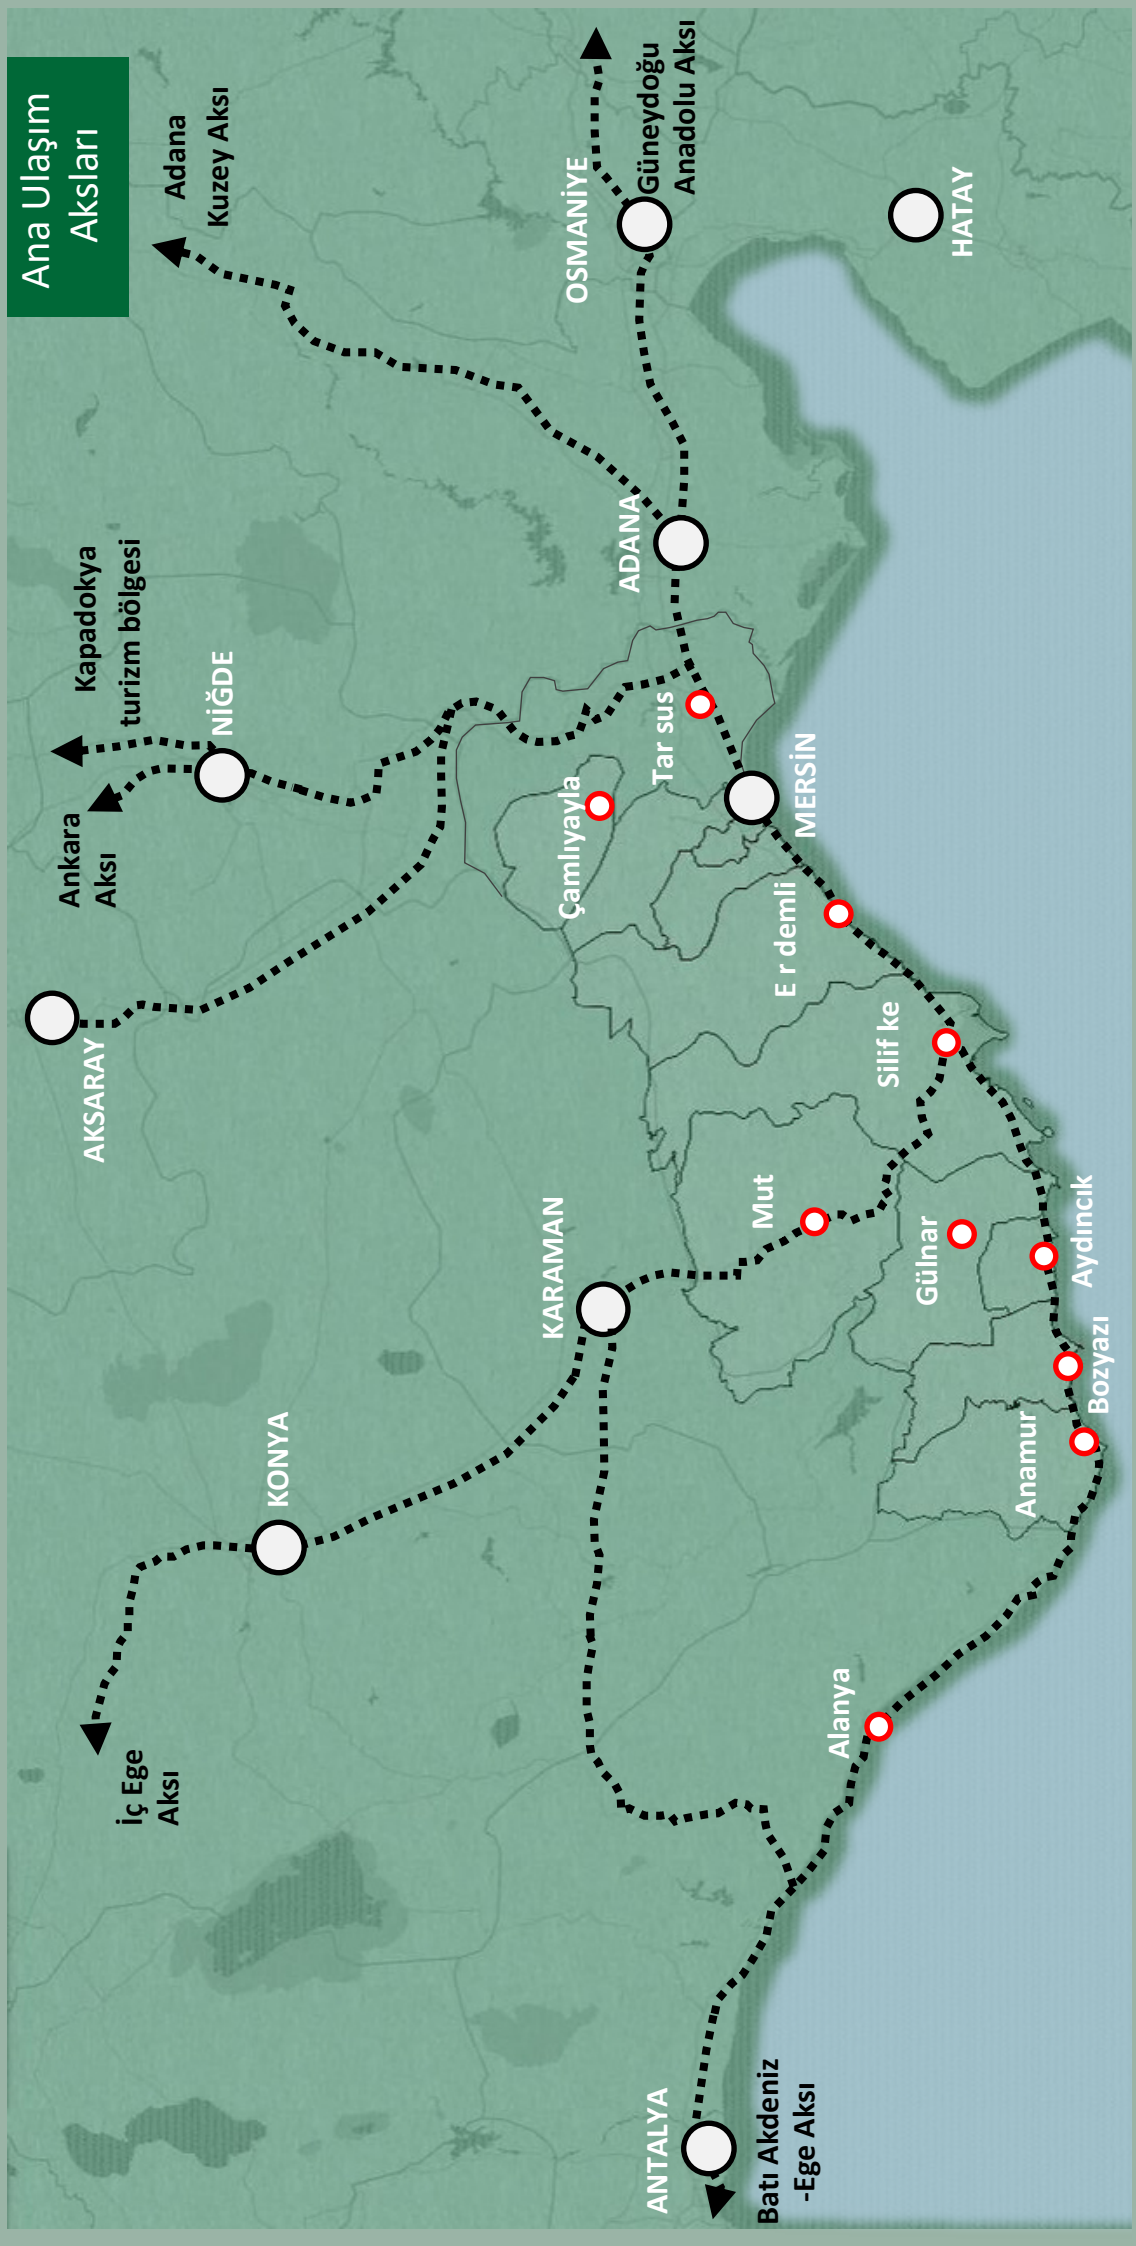 Ana Ulaşım
Aksları
Adana
Kuzey Aksı
Güneydoğu
Anadolu Aksı
OSMANİYE
HATAY
Kapadokya
turizm bölgesi
NİĞDE
Ankara
Aksı
ADANA
Tar sus
Çamlıyayla
MERSİN
AKSARAY
E r demli
Silif ke
KARAMAN
Mut
Gülnar
Aydıncık
Bozyazı
Anamur
KONYA
İç Ege
Aksı
Alanya
ANTALYA
Batı Akdeniz
-Ege Aksı